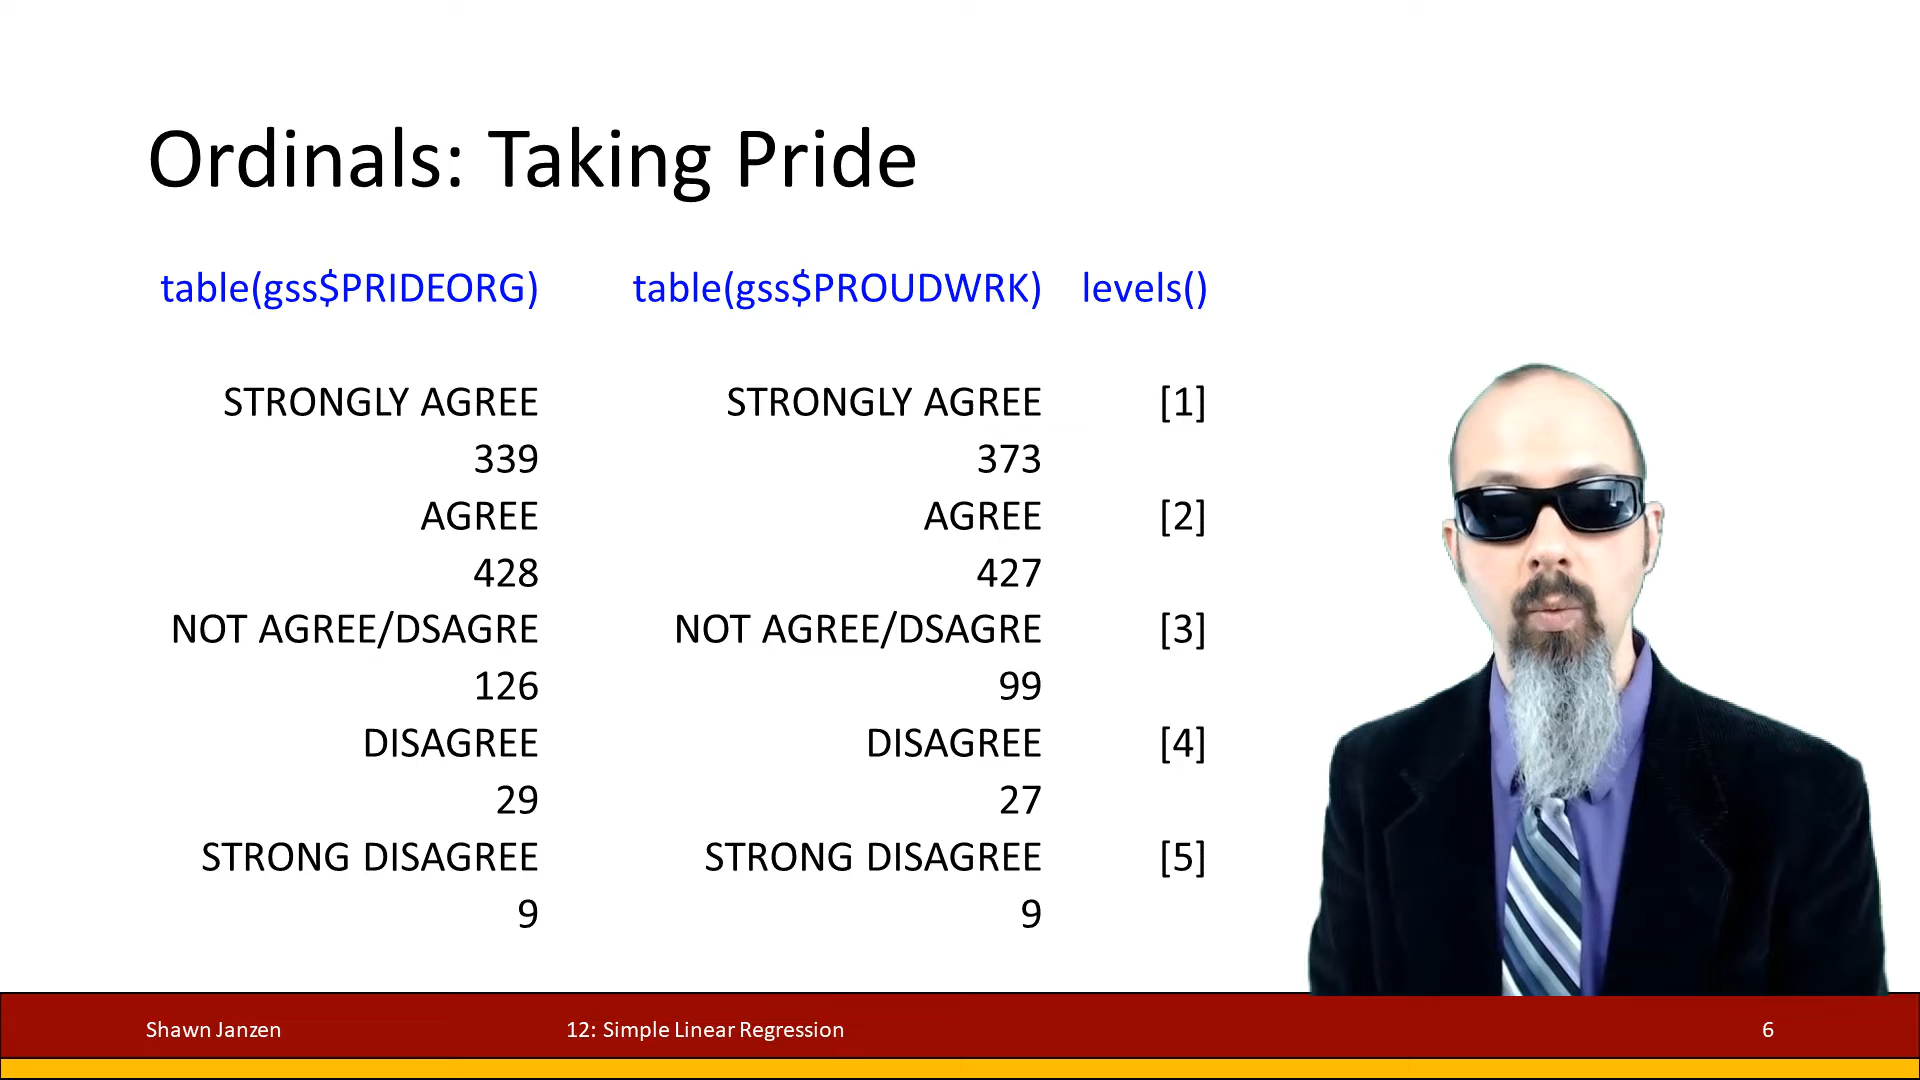 Ordinals: Taking Pride
table(gss$PRIDEORG) table(gss$PROUDWRK) levels()
STRONGLY AGREE STRONGLY AGREE [1]
339 373
AGREE AGREE [2]
428 427
NOT AGREE/DSAGRE NOT AGREE/DSAGRE [3]
126 99
DISAGREE DISAGREE [4]
29 27
STRONG DISAGREE STRONG DISAGREE [5]
9 9
Shawn Janzen 12: Simple Linear Regression 6